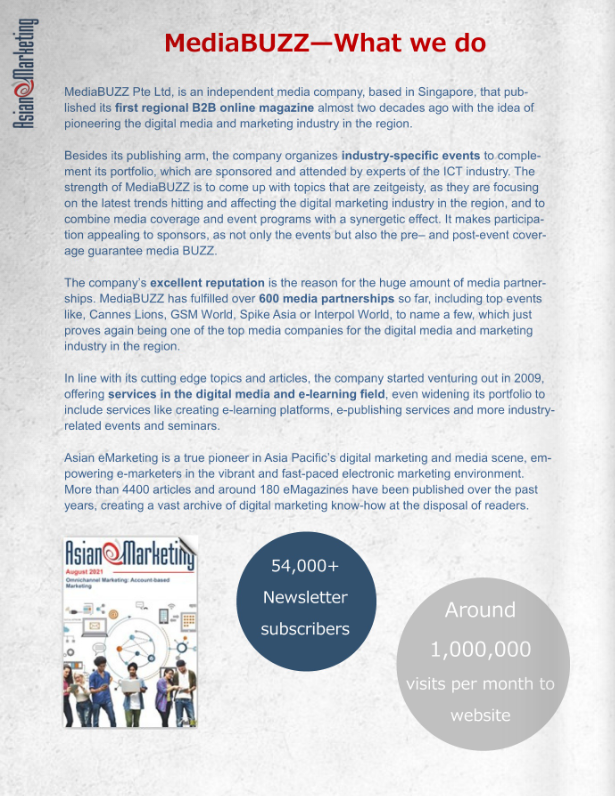 Asian eMarketing
MediaBUZZ—What we do
MediaBUZZ Pte Ltd, is an independent media company, based in Singapore, that pub-
lished its first regional B2B online magazine almost two decades ago with the idea of
pioneering the digital media and marketing industry in the region.
Besides its publishing arm, the company organizes industry-specific events to comple-
ment its portfolio, which are sponsored and attended by experts of the ICT industry. The
strength of MediaBUZZ is to come up with topics that are zeitgeisty, as they are focusing
on the latest trends hitting and affecting the digital marketing industry in the region, and to
combine media coverage and event programs with a synergetic effect. It makes participa-
tion appealing to sponsors, as not only the events but also the pre– and post-event cover-
age guarantee media BUZZ.
The company's excellent reputation is the reason for the huge amount of media partner-
ships. MediaBUZZ has fulfilled over 600 media partnerships so far, including top events
like, Cannes Lions, GSM World, Spike Asia or Interpol World, to name a few, which just
proves again being one of the top media companies for the digital media and marketing
industry in the region.
In line with its cutting edge topics and articles, the company started venturing out in 2009,
offering services in the digital media and e-learning field, even widening its portfolio to
include services like creating e-learning platforms, e-publishing services and more industry-
related events and seminars.
Asian eMarketing is a true pioneer in Asia Pacific's digital marketing and media scene, em-
powering e-marketers in the vibrant and fast-paced electronic marketing environment.
More than 4400 articles and around 180 eMagazines have been published over the past
years, creating a vast archive of digital marketing know-how at the disposal of readers.
Asian eMarketing
August 2021
Omnichannel Marketing: Account-based
Marketing
54,000+
Newsletter
subscribers
Around
1,000,000
visits per month to
website